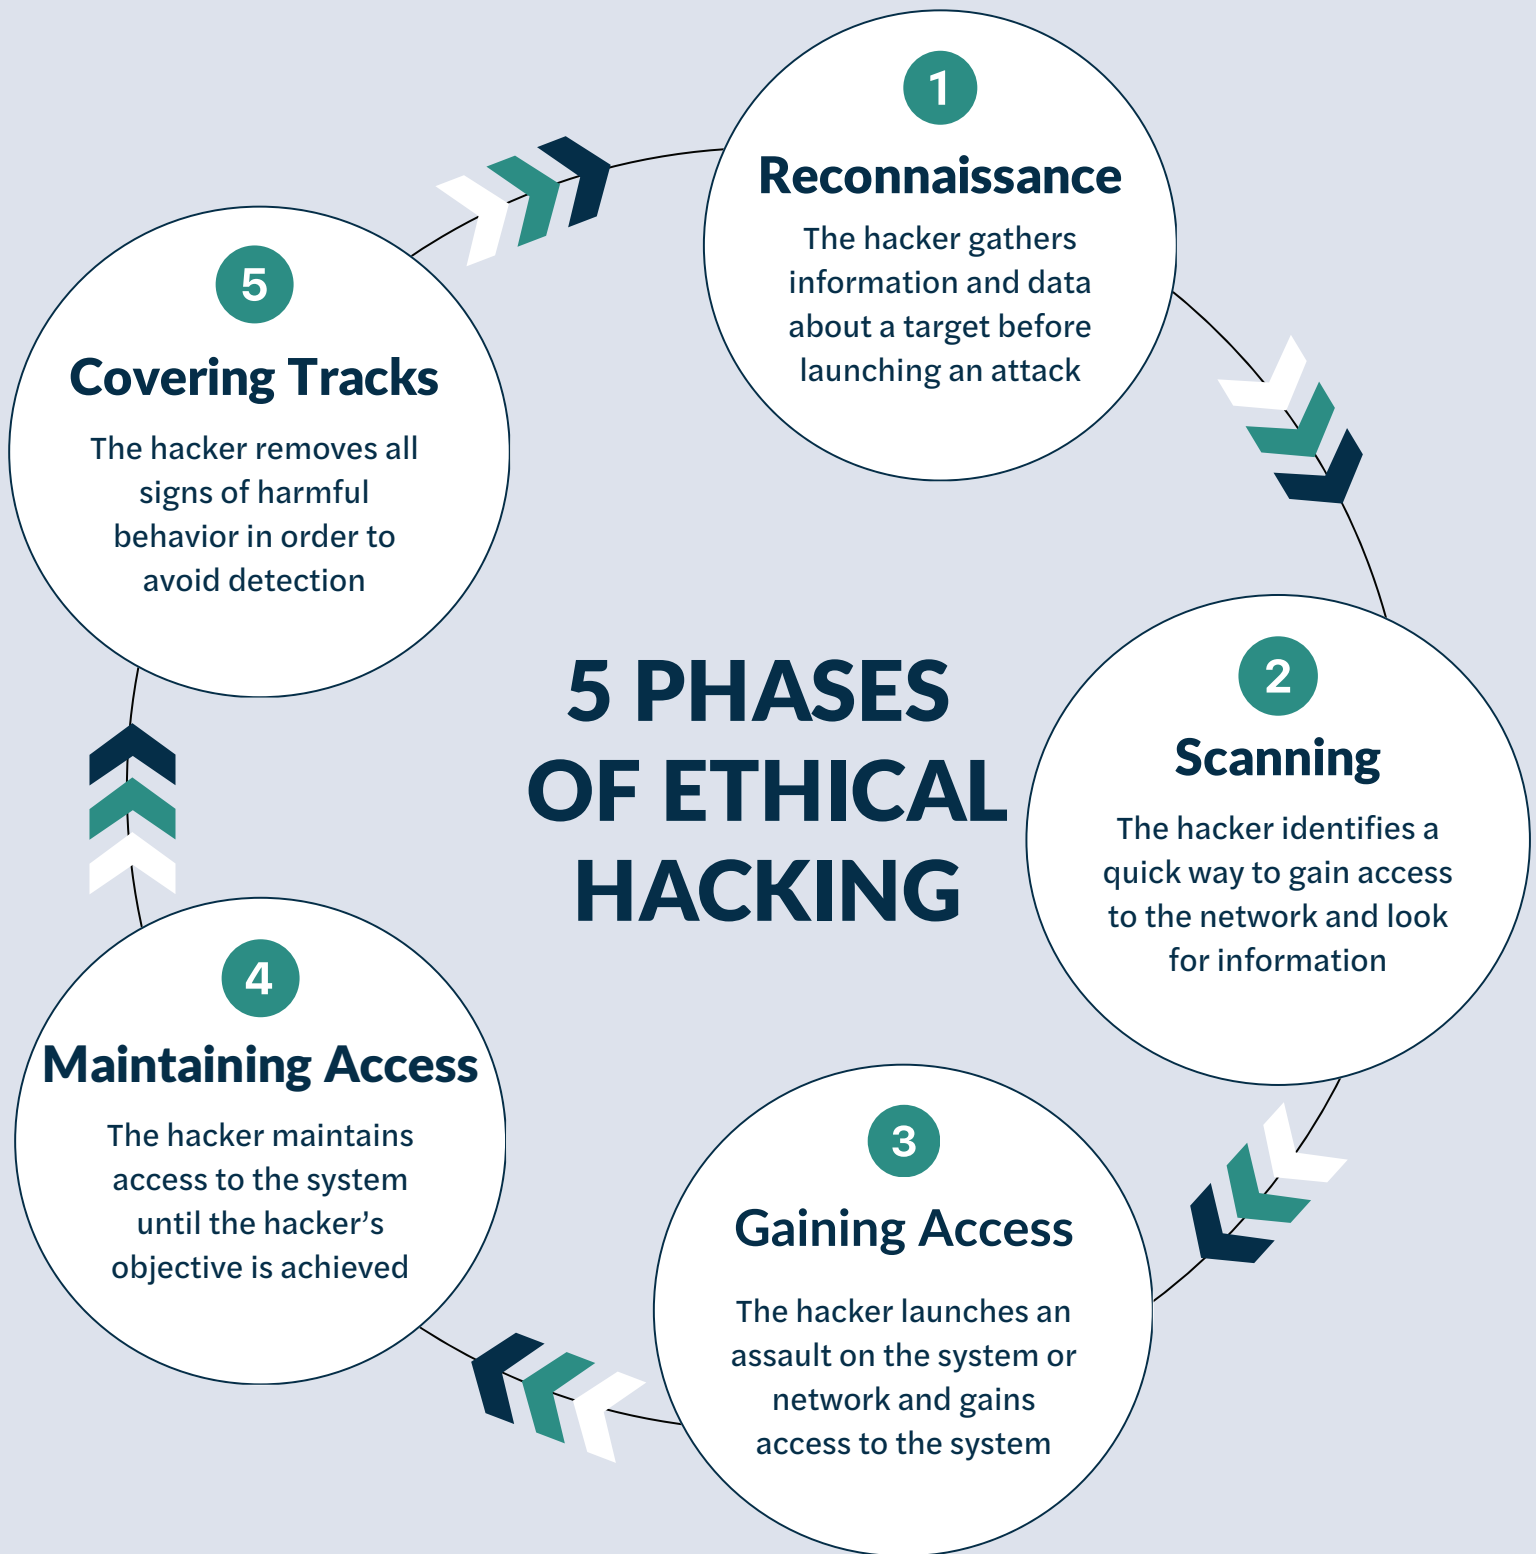 5 PHASES
OF ETHICAL
HACKING
1
Reconnaissance
The hacker gathers
information and data
about a target before
launching an attack
2
Scanning
The hacker identifies a
quick way to gain access
to the network and look
for information
3
Gaining Access
The hacker launches an
assault on the system or
network and gains
access to the system
4
Maintaining Access
The hacker maintains
access to the system
until the hacker’s
objective is achieved
5
Covering Tracks
The hacker removes all
signs of harmful
behavior in order to
avoid detection